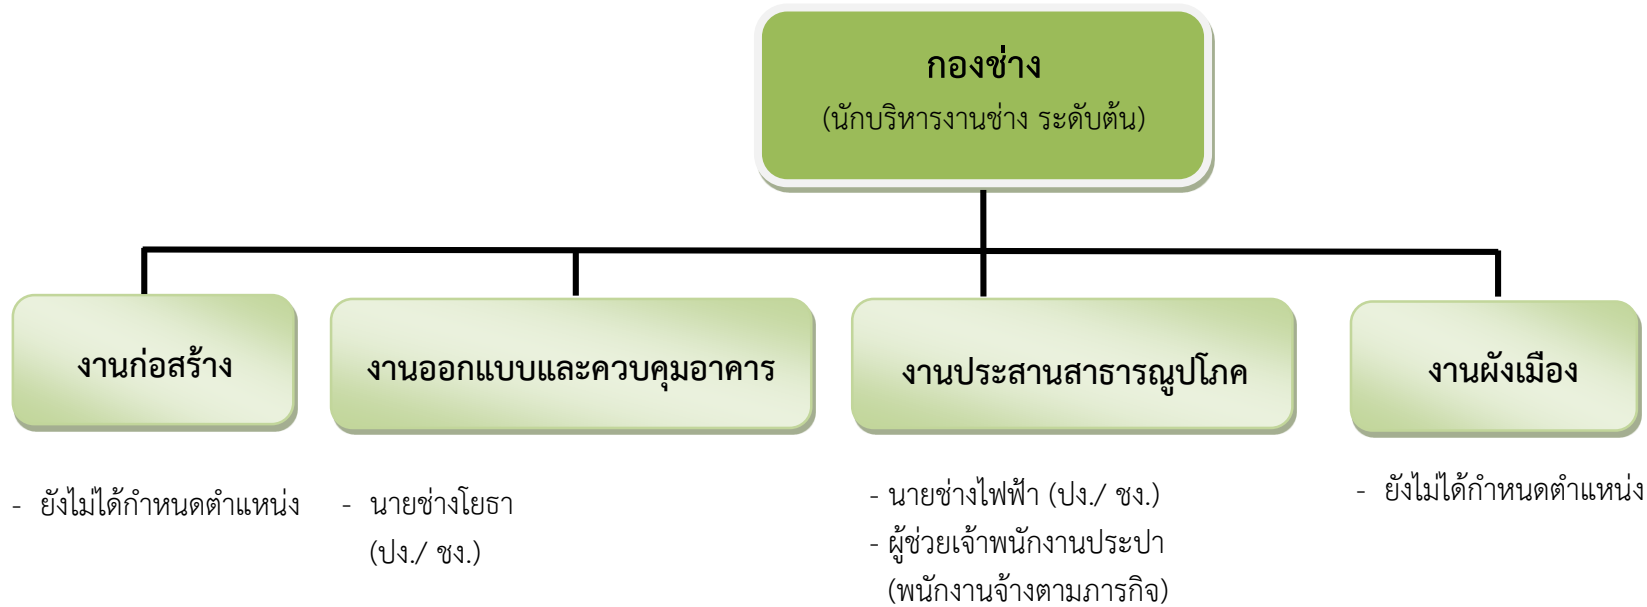 กองช่าง
(นักบริหารงานช่าง ระดับต้น)
งานก่อสร้าง
งานออกแบบและควบคุมอาคาร
งานประสานสาธารณูปโภค
งานผังเมือง
- ยังไม่ได้กำหนดตำแหน่ง
- นายช่างโยธา
(ปง./ ชง.)
- นายช่างไฟฟ้า (ปง./ ชง.)
- ผู้ช่วยเจ้าพนักงานประปา
(พนักงานจ้างตามภารกิจ)
- ยังไม่ได้กำหนดตำแหน่ง